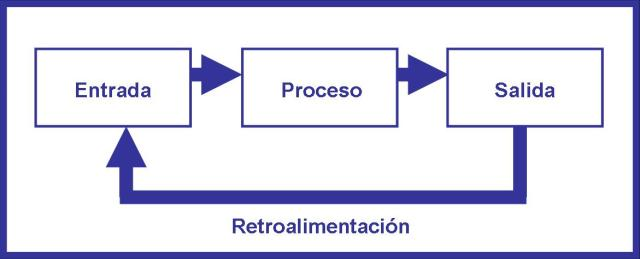 Entrada
Proceso
Salida
Retroalimentación